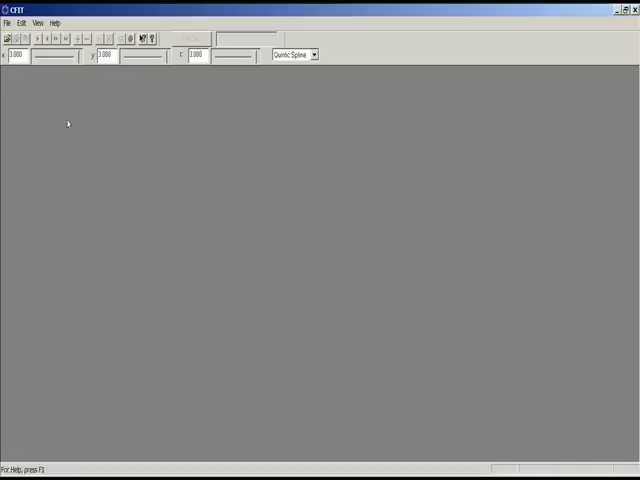 CFIT
File Edit View Help
x 3.000 y 3.000 z 3.000 Quintic Spline
For Help, press F1